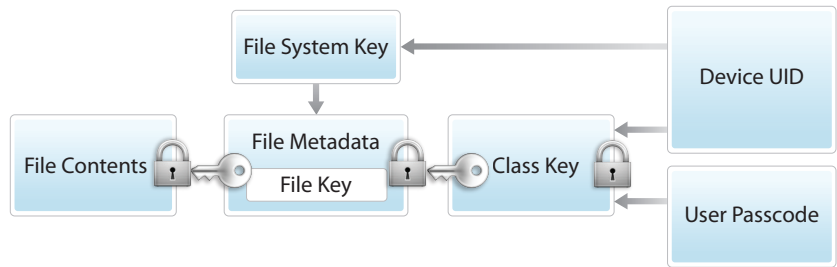 File System Key
Device UID
File Contents
File Metadata
File Key
Class Key
User Passcode